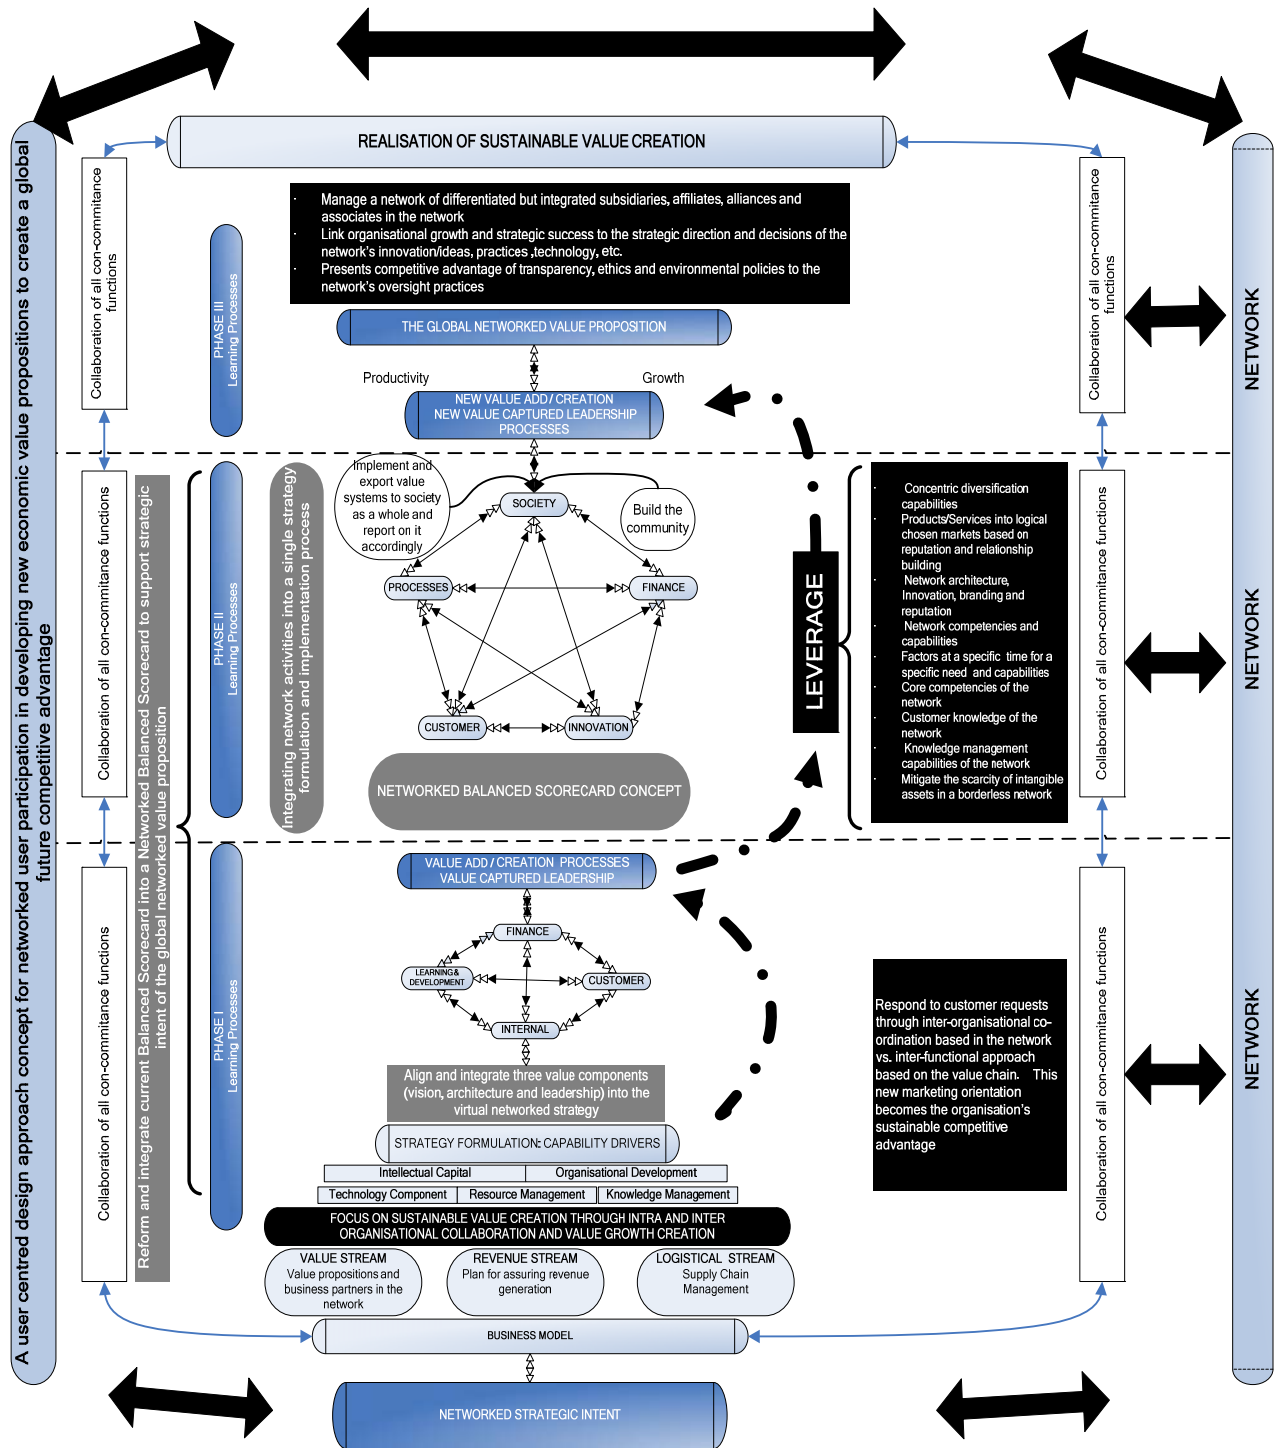 A user centred design approach concept for networked user participation in developing new economic value propositions to create a global
future competitive advantage
REALISATION OF SUSTAINABLE VALUE CREATION
Collaboration of all con-commitance
functions
PHASE III
Learning Processes
· Manage a network of differentiated but integrated subsidiaries, affiliates, alliances and
associates in the network
· Link organisational growth and strategic success to the strategic direction and decisions of the
network's innovation/ideas, practices ,technology, etc.
· Presents competitive advantage of transparency, ethics and environmental policies to the
network's oversight practices
THE GLOBAL NETWORKED VALUE PROPOSITION
Productivity
Growth
NEW VALUE ADD / CREATION
NEW VALUE CAPTURED LEADERSHIP
PROCESSES
Collaboration of all con-commitance
functions
NETWORK
Collaboration of all con-commitance functions
Reform and integrate current Balanced Scorecard into a Networked Balanced Scorecard to support strategic
intent of the global networked value proposition
PHASE II
Learning Processes
Integrating network activities into a single strategy
formulation and implementation process
Implement and
export value
systems to society
as a whole and
report on it
accordingly
SOCIETY
Build the
community
PROCESSES
FINANCE
CUSTOMER
INNOVATION
NETWORKED BALANCED SCORECARD CONCEPT
LEVERAGE
· Concentric diversification
capabilities
· Products/Services into logical
chosen markets based on
reputation and relationship
building
· Network architecture,
Innovation, branding and
reputation
· Network competencies and
capabilities
· Factors at a specific time for a
specific need and capabilities
· Core competencies of the
network
· Customer knowledge of the
network
· Knowledge management
capabilities of the network
· Mitigate the scarcity of intangible
assets in a borderless network
Collaboration of all con-commitance functions
NETWORK
Collaboration of all con-commitance functions
PHASE I
Learning Processes
VALUE ADD / CREATION PROCESSES
VALUE CAPTURED LEADERSHIP
FINANCE
LEARNING &
DEVELOPMENT
CUSTOMER
INTERNAL
Align and integrate three value components
(vision, architecture and leadership) into the
virtual networked strategy
STRATEGY FORMULATION: CAPABILITY DRIVERS
Intellectual Capital
Organisational Development
Technology Component
Resource Management
Knowledge Management
FOCUS ON SUSTAINABLE VALUE CREATION THROUGH INTRA AND INTER
ORGANISATIONAL COLLABORATION AND VALUE GROWTH CREATION
VALUE STREAM
Value propositions and
business partners in the
network
REVENUE STREAM
Plan for assuring revenue
generation
LOGISTICAL STREAM
Supply Chain
Management
Respond to customer requests
through inter-organisational co-
ordination based in the network
vs. inter-functional approach
based on the value chain. This
new marketing orientation
becomes the organisation's
sustainable competitive
advantage
Collaboration of all con-commitance functions
NETWORK
BUSINESS MODEL
NETWORKED STRATEGIC INTENT